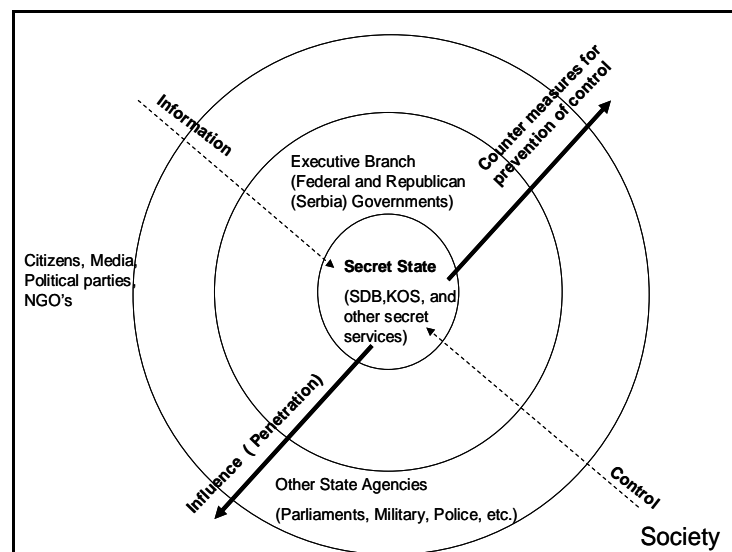 Information
Counter measures for
prevention of control
Executive Branch
(Federal and Republican
(Serbia) Governments)
Citizens, Media,
Political parties,
NGO's
Secret State
(SDB,KOS, and
other secret
services)
Influence ( Penetration)
Other State Agencies
(Parliaments, Military, Police, etc.)
Control
Society